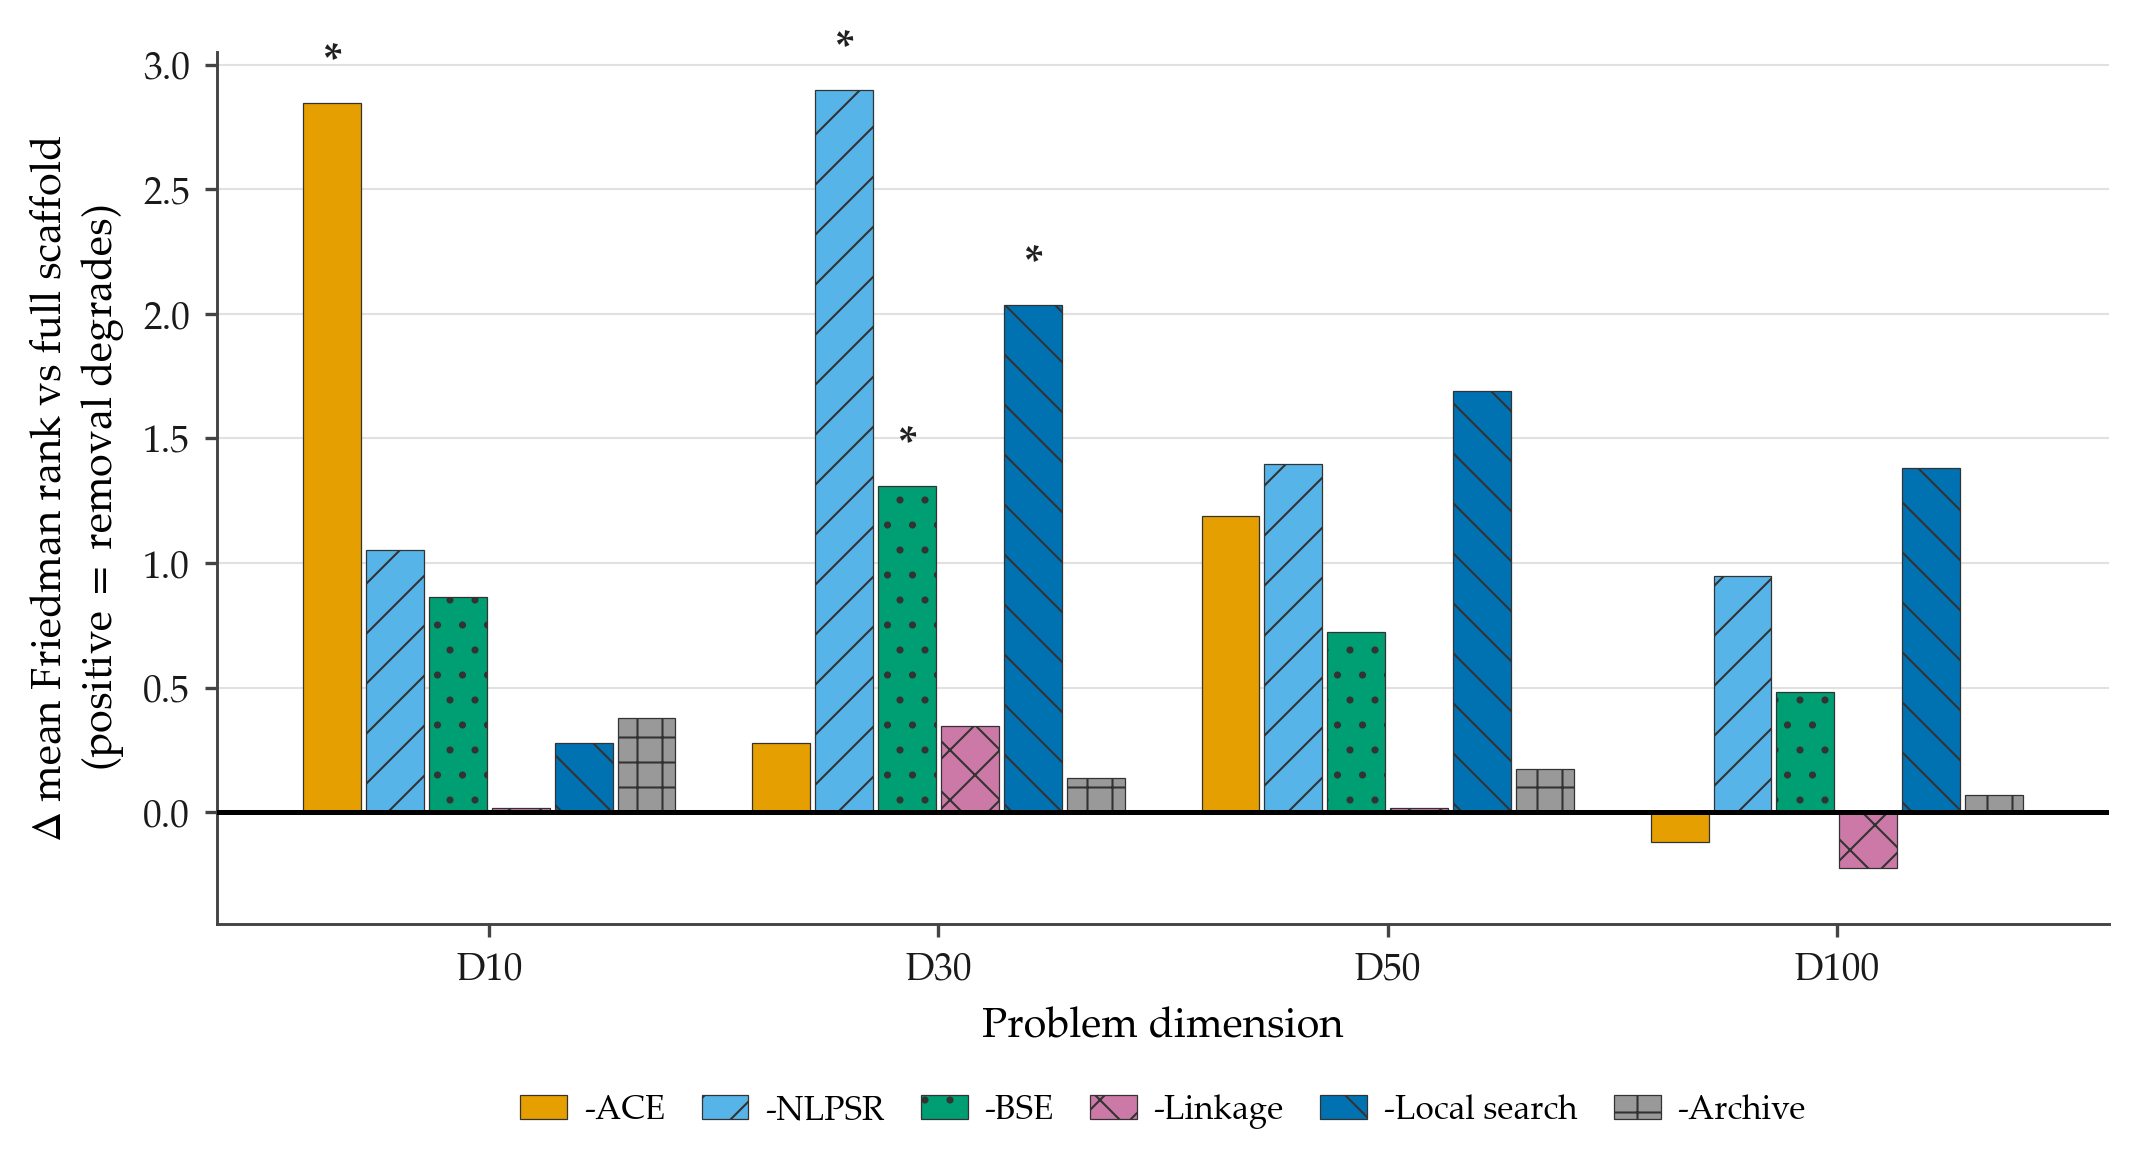 Δ mean Friedman rank vs full scaffold
(positive = removal degrades)
3.0
2.5
2.0
1.5
1.0
0.5
0.0
*
*
*
*
D10
D30
D50
D100
Problem dimension
-ACE
-NLPSR
-BSE
-Linkage
-Local search
-Archive